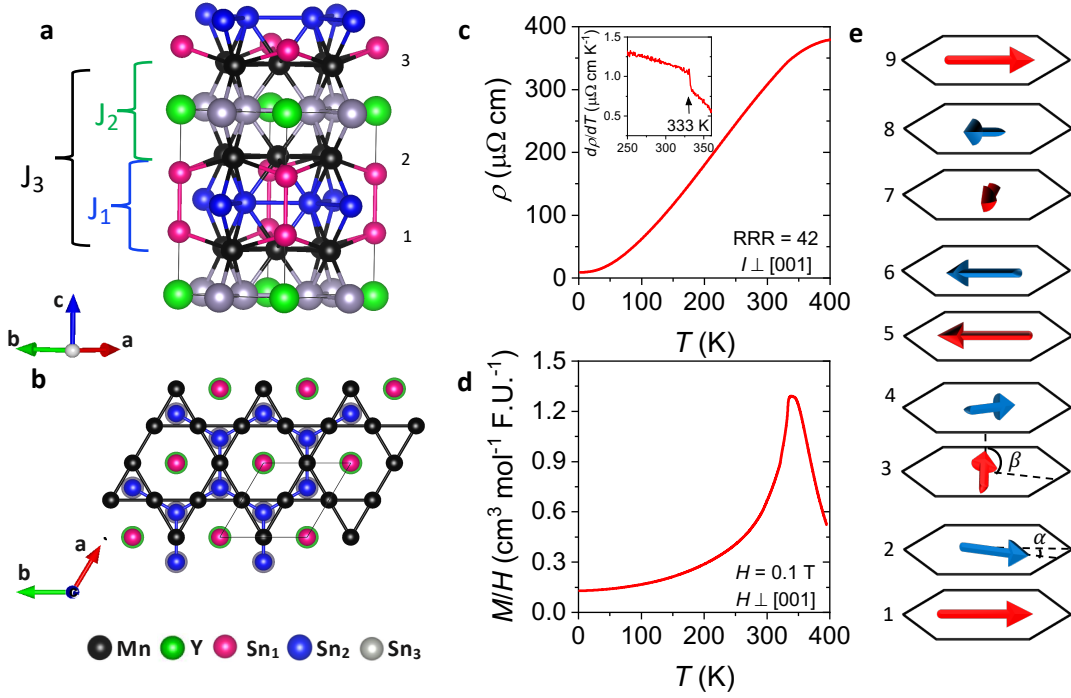 a
3
J3
J2
2
J1
1
c
b
a
b
a
b
Mn Y Sn1 Sn2 Sn3
c
400
300
200
100
0
ρ (μΩ cm)
0 100 200 300 400
T (K)
1.5
1.0
0.5
dρ/dT (μΩ cm K⁻¹)
333 K
250 300 350
RRR = 42
I ⊥ [001]
d
1.5
1.2
0.9
0.6
0.3
0.0
M/H (cm³ mol⁻¹ F.U.⁻¹)
H = 0.1 T
H ⊥ [001]
0 100 200 300 400
T (K)
e
9
8
7
6
5
4
3
β
2
α
1